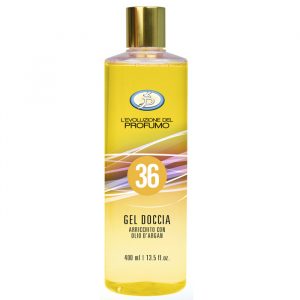 L'EVOLUZIONE DEL
PROFUMO
36
GEL DOCCIA
ARRICCHITO CON
OLIO D'ARGAN
400 ml | 13.5 fl oz.